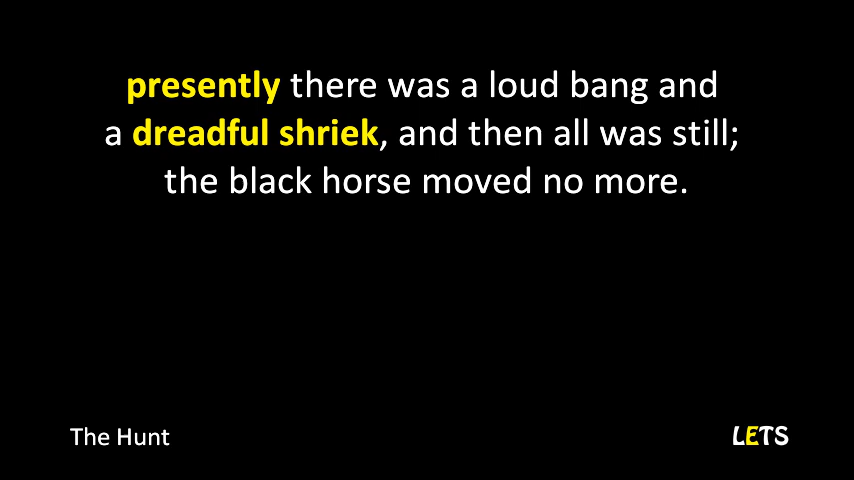 presently there was a loud bang and
a dreadful shriek, and then all was still;
the black horse moved no more.
The Hunt
LETS